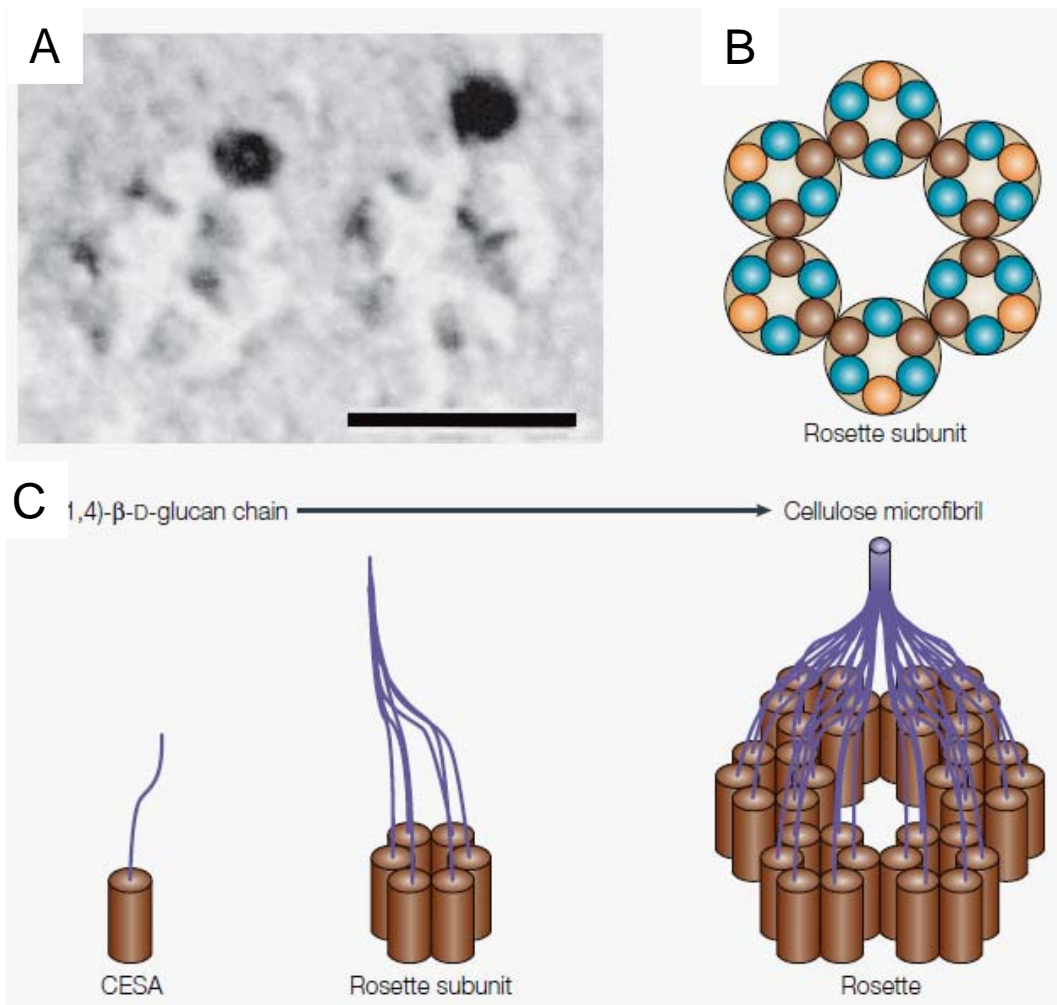 A
B
Rosette subunit
C
1,4)-β-D-glucan chain
Cellulose microfibril
CESA
Rosette subunit
Rosette